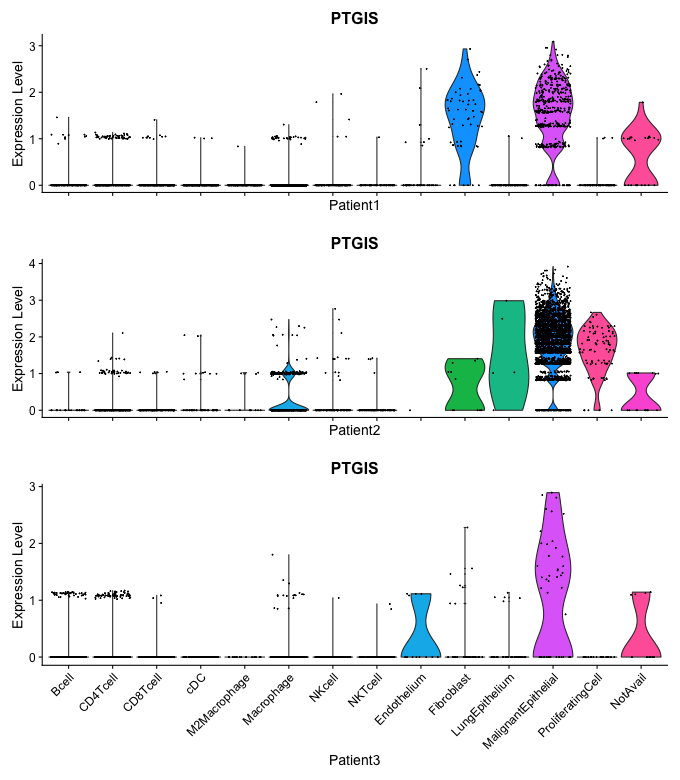 PTGIS
Expression Level
3
2
1
0
Patient1
PTGIS
Expression Level
4
3
2
1
0
Patient2
PTGIS
Expression Level
3
2
1
0
Bcell
CD4Tcell
CD8Tcell
cDC
M2Macrophage
Macrophage
NKcell
NKTcell
Endothelium
Fibroblast
LungEpithelium
MalignantEpithelial
ProliferatingCell
NotAvail
Patient3